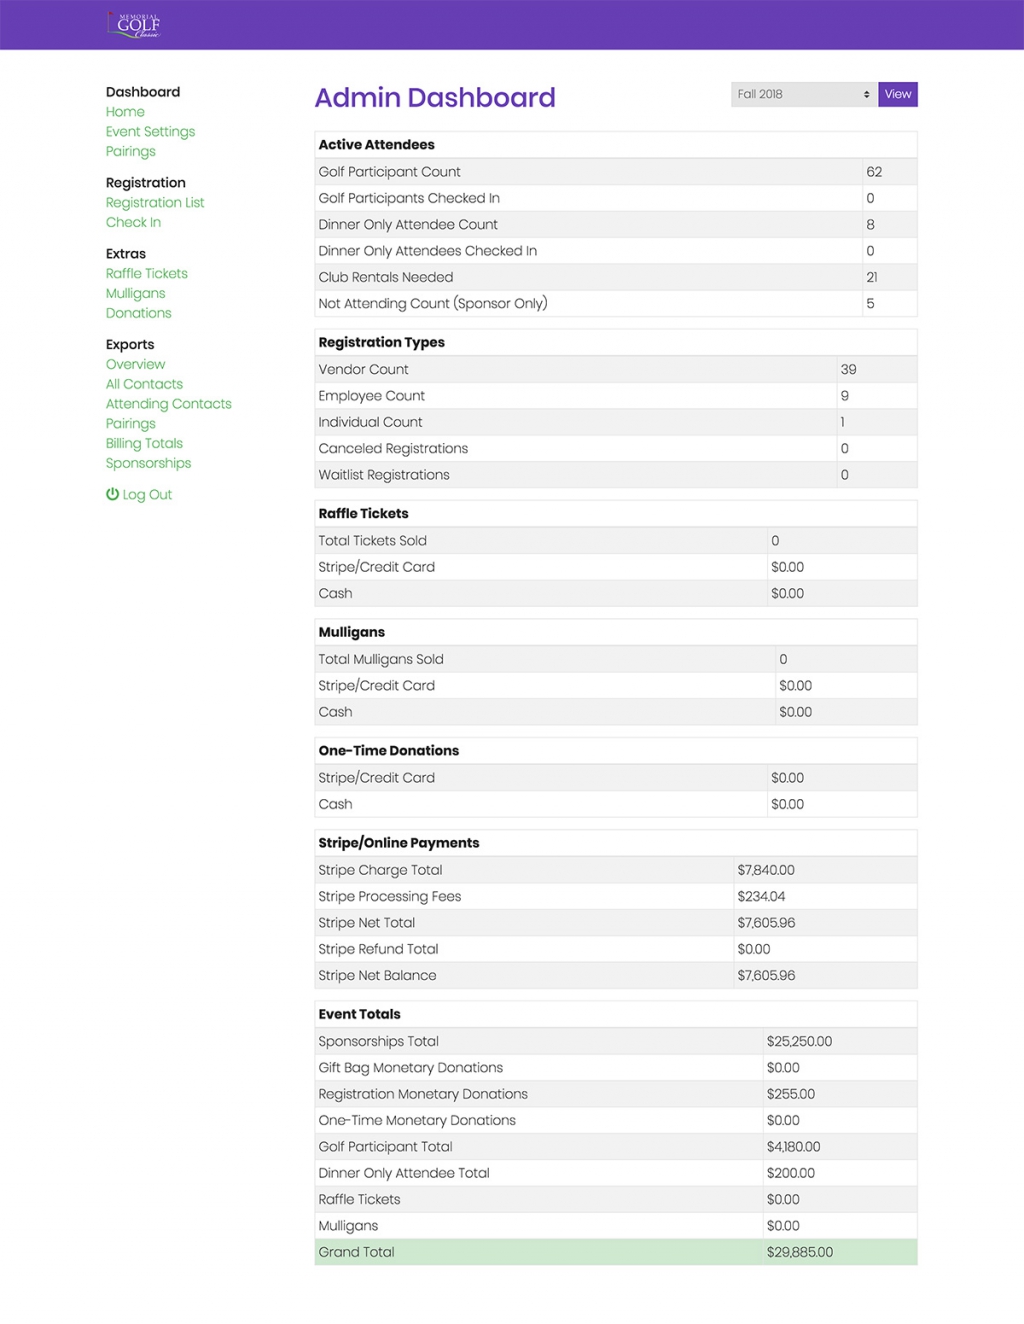 MEMORIAL
GOLF
Classic
Dashboard
Home
Event Settings
Pairings
Registration
Registration List
Check In
Extras
Raffle Tickets
Mulligans
Donations
Exports
Overview
All Contacts
Attending Contacts
Pairings
Billing Totals
Sponsorships
Log Out
Admin Dashboard
Fall 2018 View
Active Attendees
Golf Participant Count 62
Golf Participants Checked In 0
Dinner Only Attendee Count 8
Dinner Only Attendees Checked In 0
Club Rentals Needed 21
Not Attending Count (Sponsor Only) 5
Registration Types
Vendor Count 39
Employee Count 9
Individual Count 1
Canceled Registrations 0
Waitlist Registrations 0
Raffle Tickets
Total Tickets Sold 0
Stripe/Credit Card $0.00
Cash $0.00
Mulligans
Total Mulligans Sold 0
Stripe/Credit Card $0.00
Cash $0.00
One-Time Donations
Stripe/Credit Card $0.00
Cash $0.00
Stripe/Online Payments
Stripe Charge Total $7,840.00
Stripe Processing Fees $234.04
Stripe Net Total $7,605.96
Stripe Refund Total $0.00
Stripe Net Balance $7,605.96
Event Totals
Sponsorships Total $25,250.00
Gift Bag Monetary Donations $0.00
Registration Monetary Donations $255.00
One-Time Monetary Donations $0.00
Golf Participant Total $4,180.00
Dinner Only Attendee Total $200.00
Raffle Tickets $0.00
Mulligans $0.00
Grand Total $29,885.00